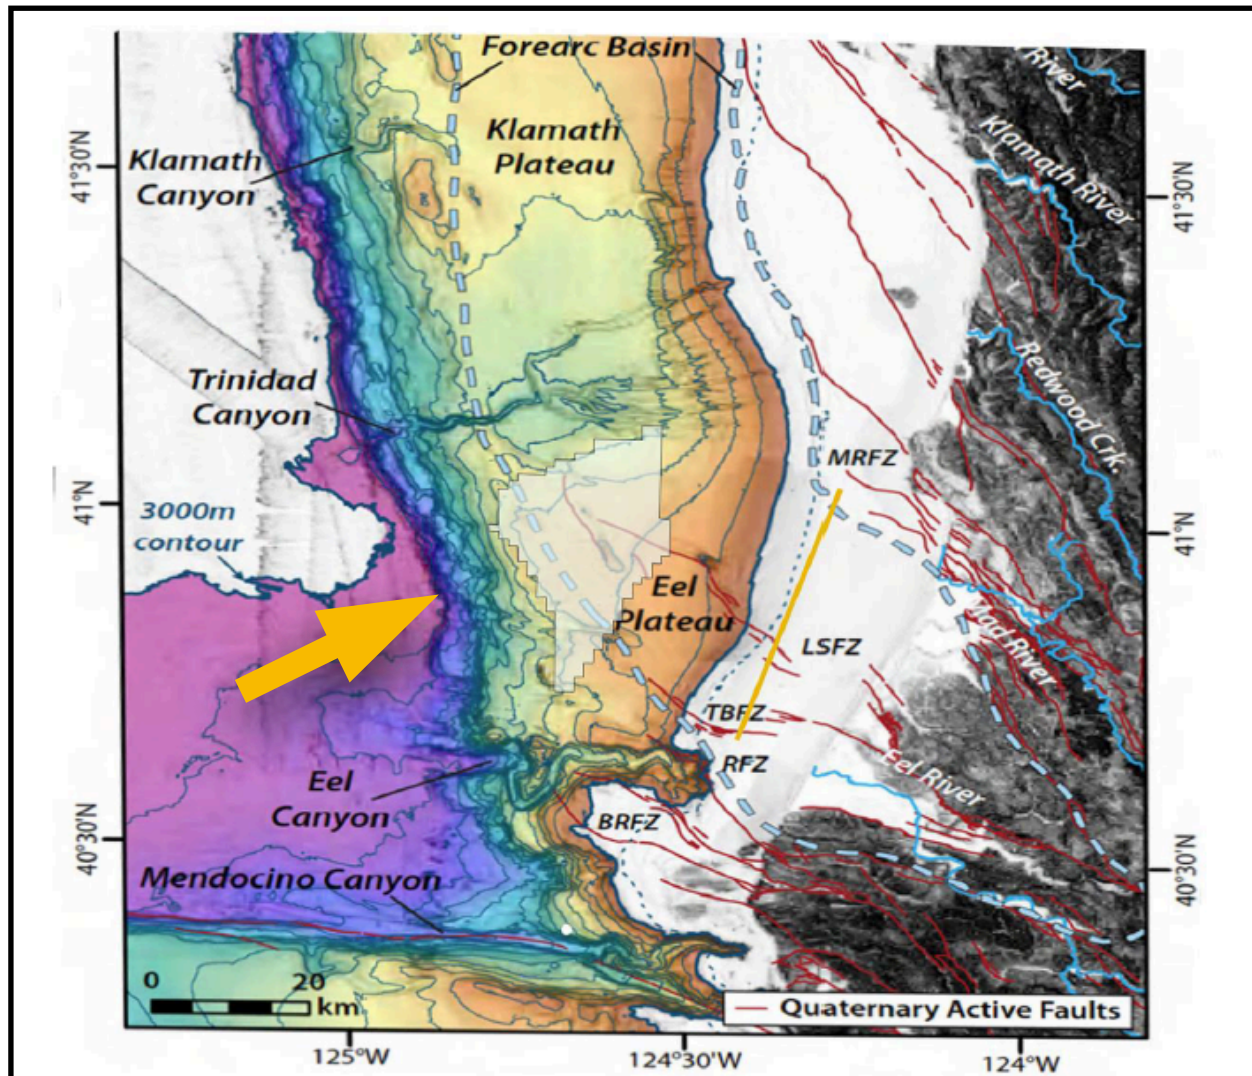 Forearc Basin
Klamath
Plateau
Klamath
Canyon
River
Klamath River
41°30'N
41°30'N
Trinidad
Canyon
Redwood Crk.
MRFZ
41°N
41°N
3000m
contour
Eel
Plateau
Mad River
LSFZ
TBFZ
RFZ
Eel River
Eel
Canyon
BRFZ
40°30'N
40°30'N
Mendocino Canyon
0 20
km
Quaternary Active Faults
125°W
124°30'W
124°W